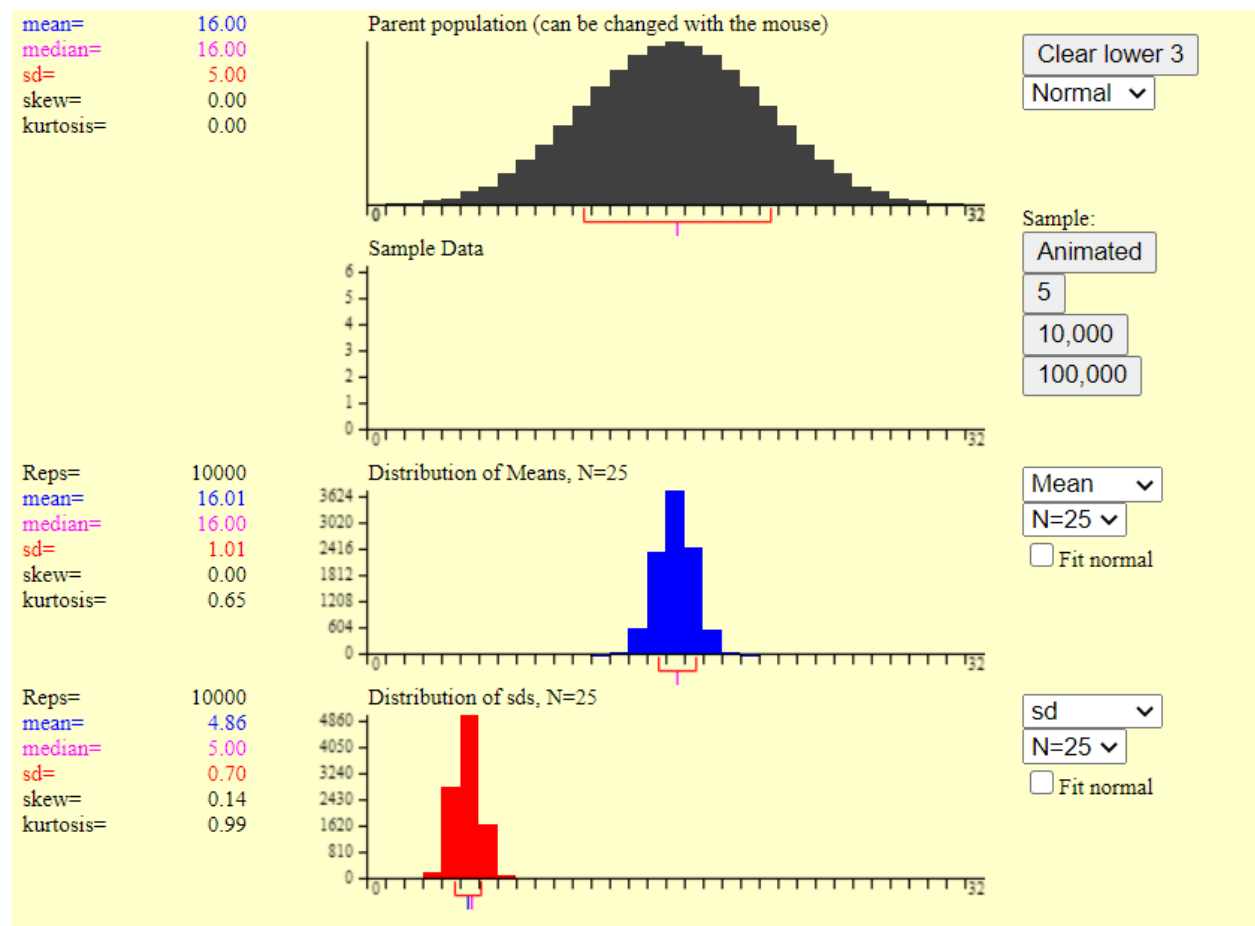 mean= 16.00
median= 16.00
sd= 5.00
skew= 0.00
kurtosis= 0.00
Parent population (can be changed with the mouse)
0 32
Clear lower 3
Normal
Sample:
Animated
5
10,000
100,000
Sample Data
6
5
4
3
2
1
0
0 32
Reps= 10000
mean= 16.01
median= 16.00
sd= 1.01
skew= 0.00
kurtosis= 0.65
Distribution of Means, N=25
3624
3020
2416
1812
1208
604
0
0 32
Mean
N=25
Fit normal
Reps= 10000
mean= 4.86
median= 5.00
sd= 0.70
skew= 0.14
kurtosis= 0.99
Distribution of sds, N=25
4860
4050
3240
2430
1620
810
0
0 32
sd
N=25
Fit normal